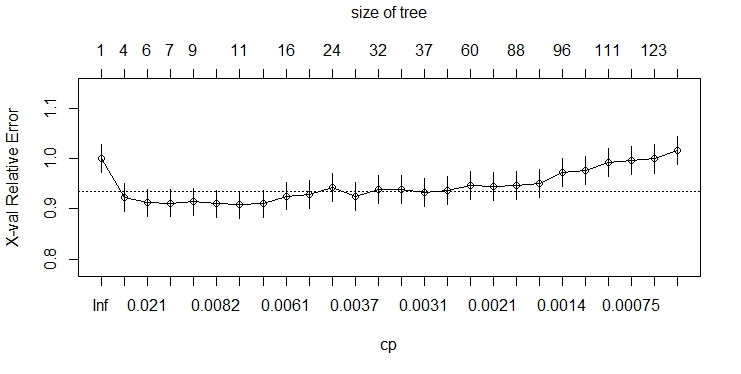 size of tree
1 4 6 7 9 11 16 24 32 37 60 88 96 111 123
X-val Relative Error
1.1
1.0
0.9
0.8
Inf 0.021 0.0082 0.0061 0.0037 0.0031 0.0021 0.0014 0.00075
cp